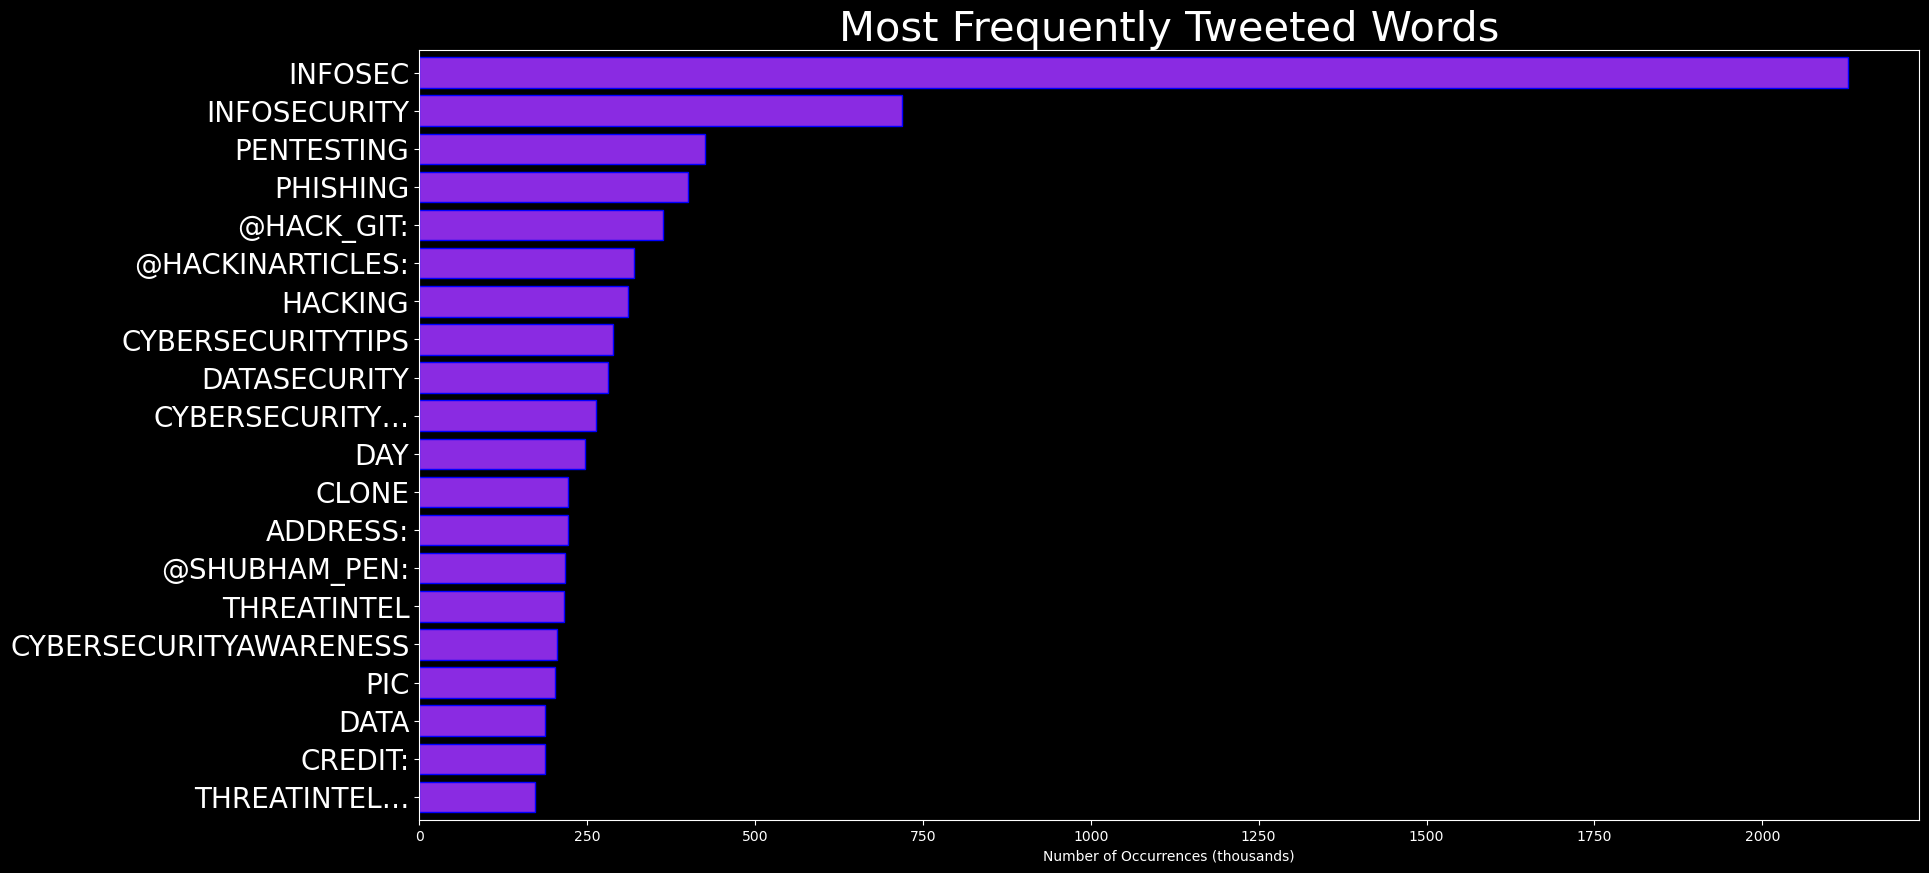 Most Frequently Tweeted Words
INFOSEC
INFOSECURITY
PENTESTING
PHISHING
@HACK_GIT:
@HACKINARTICLES:
HACKING
CYBERSECURITYTIPS
DATASECURITY
CYBERSECURITY…
DAY
CLONE
ADDRESS:
@SHUBHAM_PEN:
THREATINTEL
CYBERSECURITYAWARENESS
PIC
DATA
CREDIT:
THREATINTEL…
0 250 500 750 1000 1250 1500 1750 2000
Number of Occurrences (thousands)